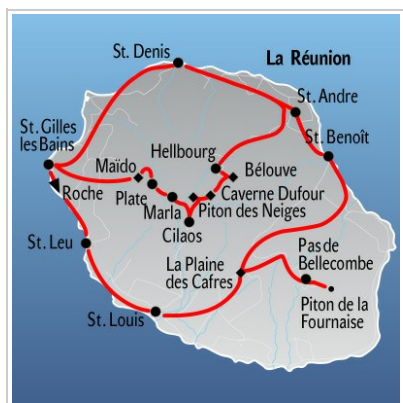 St. Denis
La Réunion
St. Andre
St. Gilles
les Bains
St. Benoît
Hellbourg
Maïdo
Bélouve
Roche
Plate
Caverne Dufour
Marla
Piton des Neiges
Cilaos
St. Leu
Pas de
Bellecombe
La Plaine
des Cafres
Piton de la
Fournaise
St. Louis